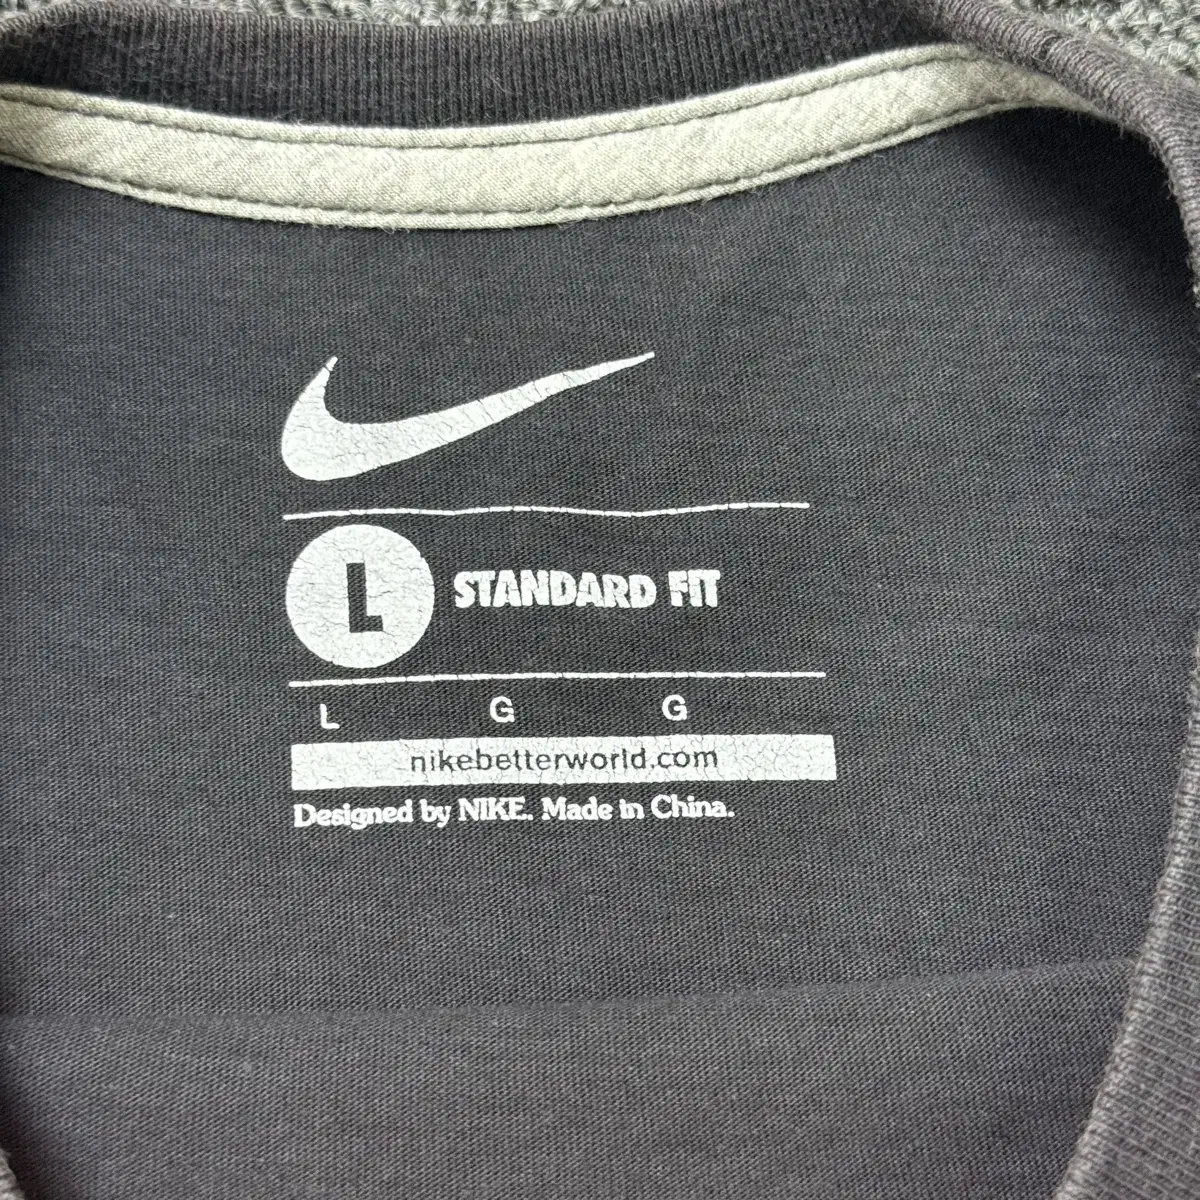 L STANDARD FIT
L G G
nikebetterworld.com
Designed by NIKE. Made in China.